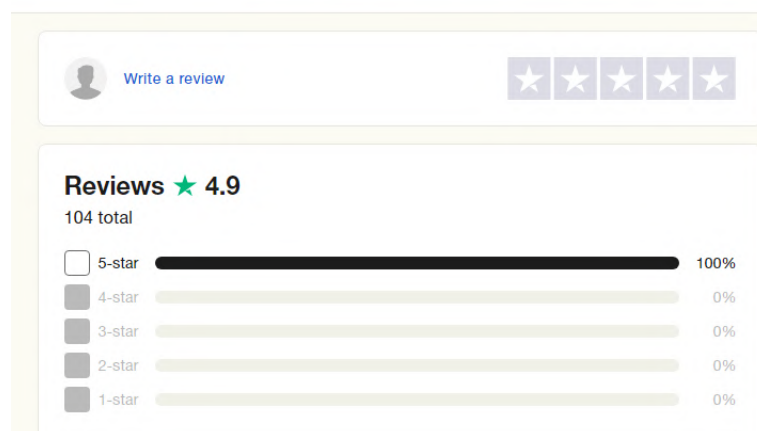 Write a review
Reviews ★ 4.9
104 total
5-star 100%
4-star 0%
3-star 0%
2-star 0%
1-star 0%